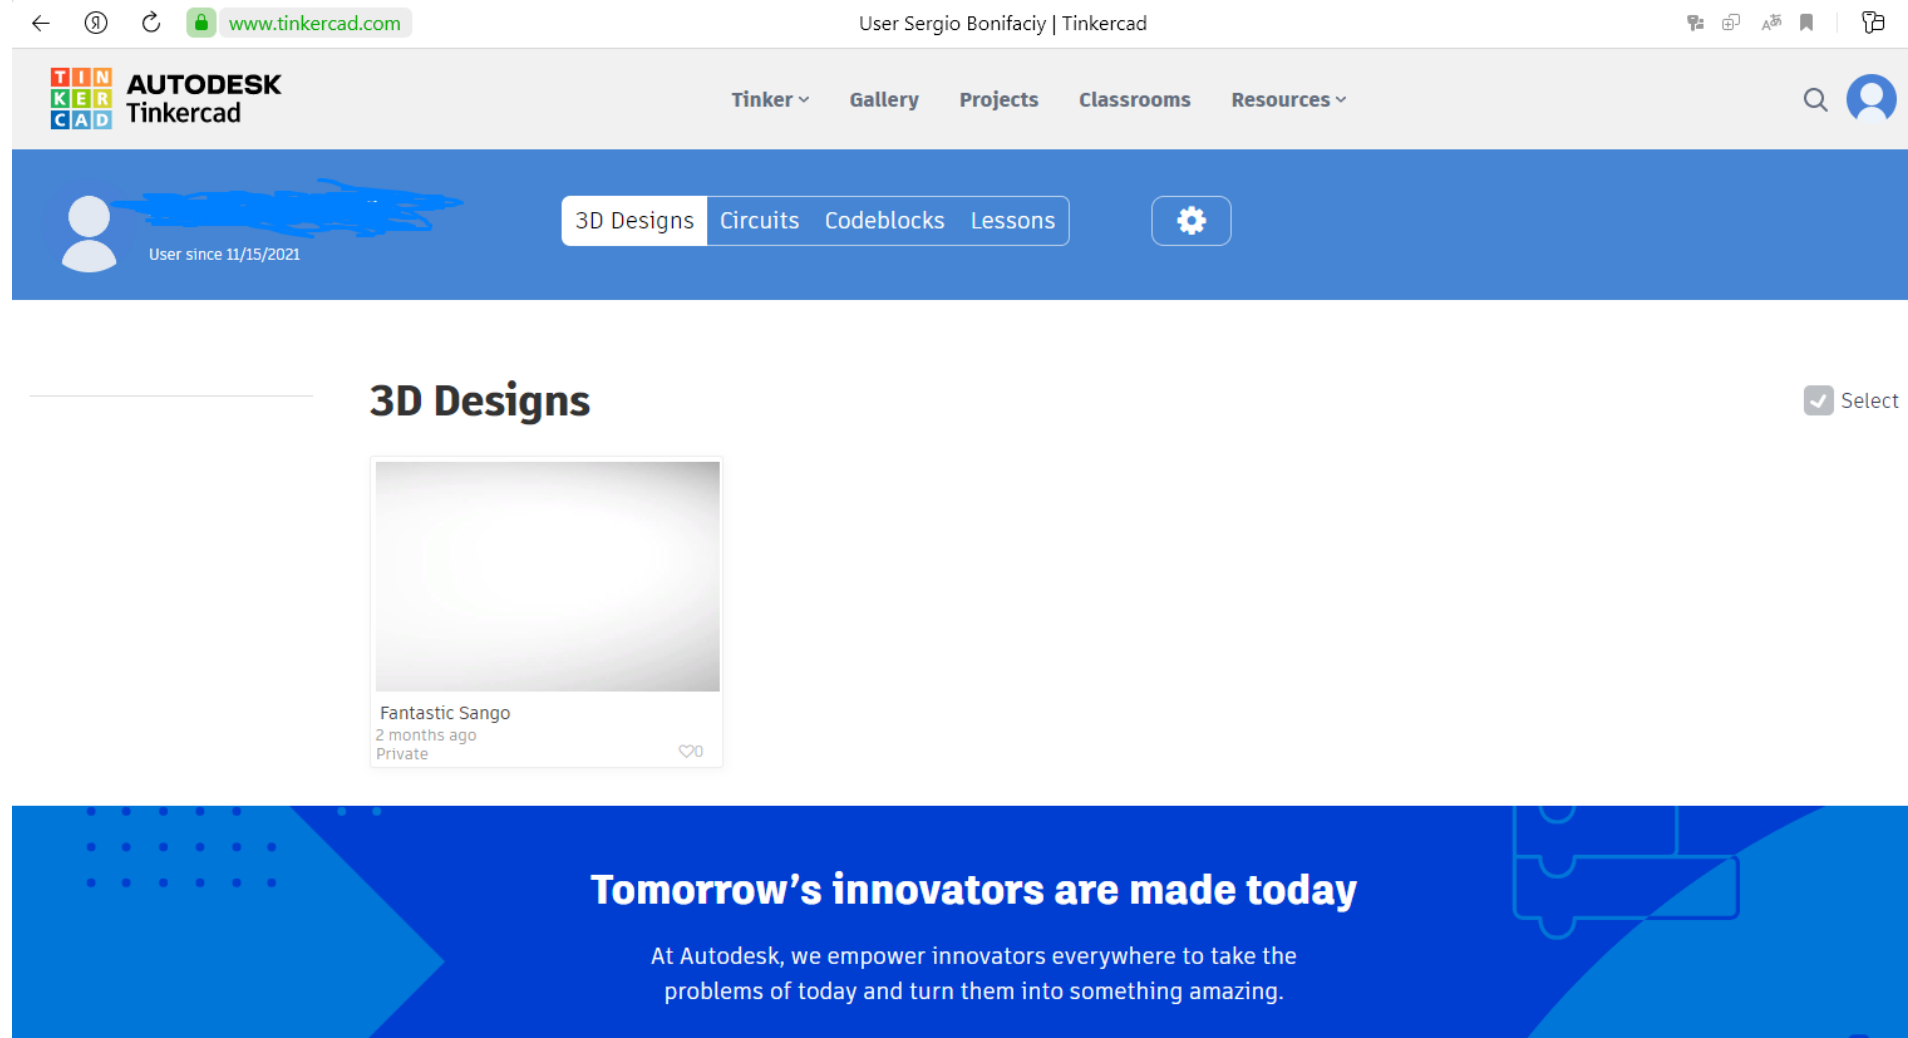 www.tinkercad.com
User Sergio Bonifaciy | Tinkercad
TIN
KER
CAD
AUTODESK
Tinkercad
Tinker
Gallery
Projects
Classrooms
Resources
User since 11/15/2021
3D Designs
Circuits
Codeblocks
Lessons
3D Designs
Select
Fantastic Sango
2 months ago
Private
0
Tomorrow's innovators are made today
At Autodesk, we empower innovators everywhere to take the
problems of today and turn them into something amazing.